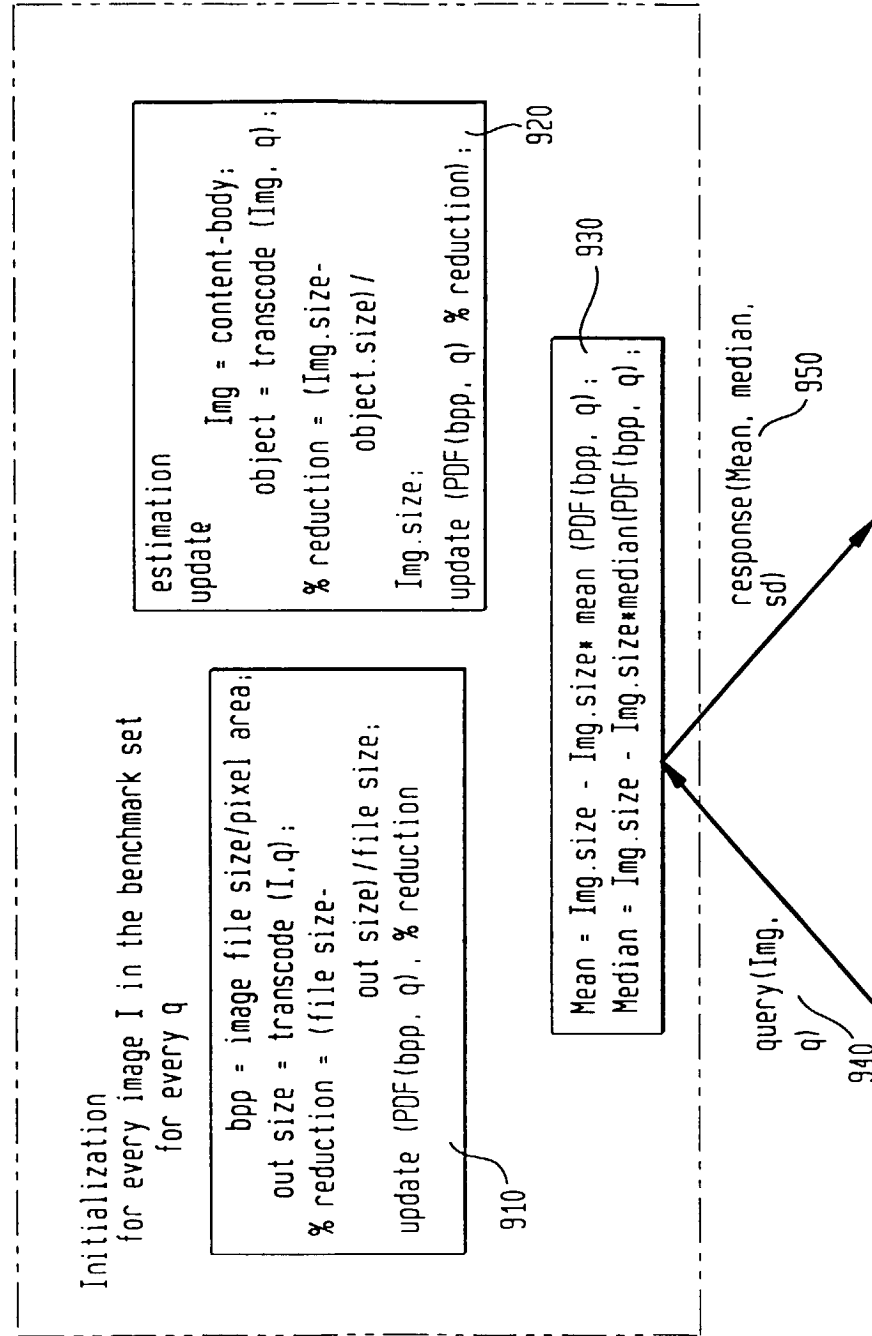 Initialization
for every image I in the benchmark set
for every q
bpp = image file size/pixel area;
out size = transcode (I,q);
% reduction = (file size-
out size)/file size;
update (PDF(bpp, q), % reduction
910
estimation
update
Img = content-body;
object = transcode (Img, q);
% reduction = (Img.size-
object.size)/
Img.size;
update (PDF(bpp, q) % reduction);
920
Mean = Img.size - Img.size* mean (PDF(bpp, q);
Median = Img.size - Img.size*median(PDF(bpp, q);
930
query(Img,
q)
940
response(Mean, median,
sd)
950